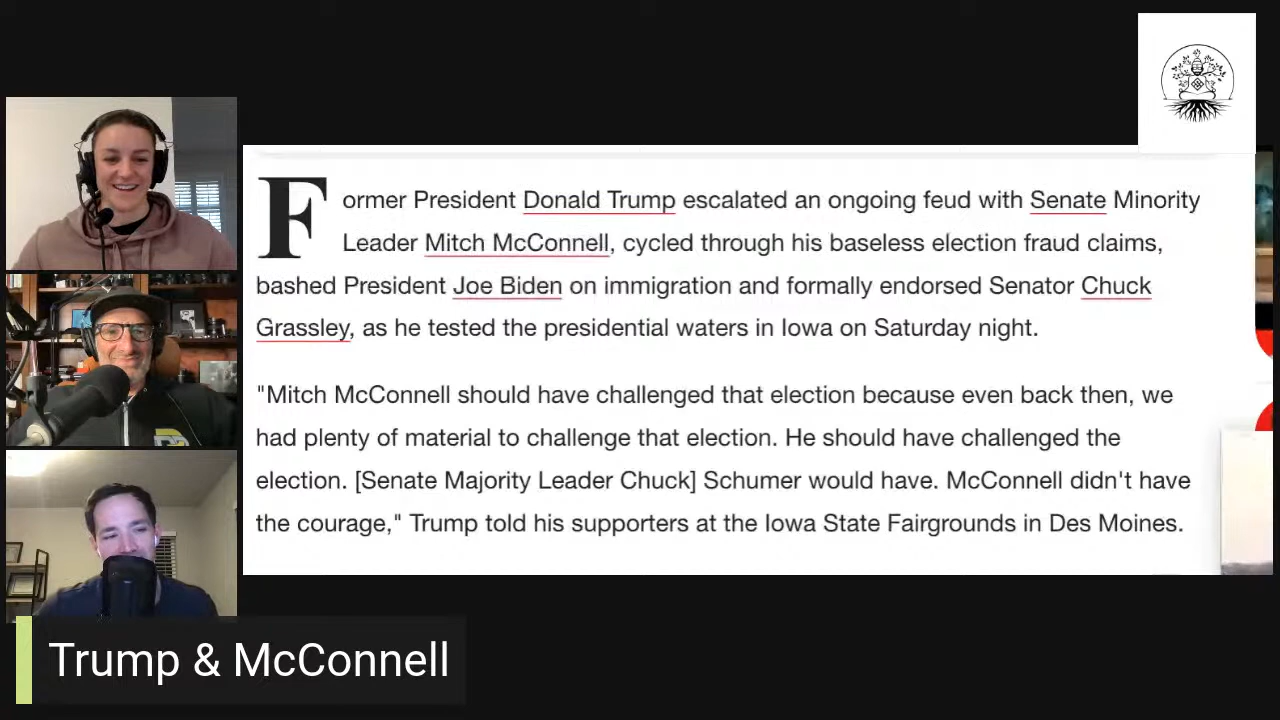 Former President Donald Trump escalated an ongoing feud with Senate Minority
Leader Mitch McConnell, cycled through his baseless election fraud claims,
bashed President Joe Biden on immigration and formally endorsed Senator Chuck
Grassley, as he tested the presidential waters in Iowa on Saturday night.
"Mitch McConnell should have challenged that election because even back then, we
had plenty of material to challenge that election. He should have challenged the
election. [Senate Majority Leader Chuck] Schumer would have. McConnell didn't have
the courage," Trump told his supporters at the Iowa State Fairgrounds in Des Moines.
Trump & McConnell